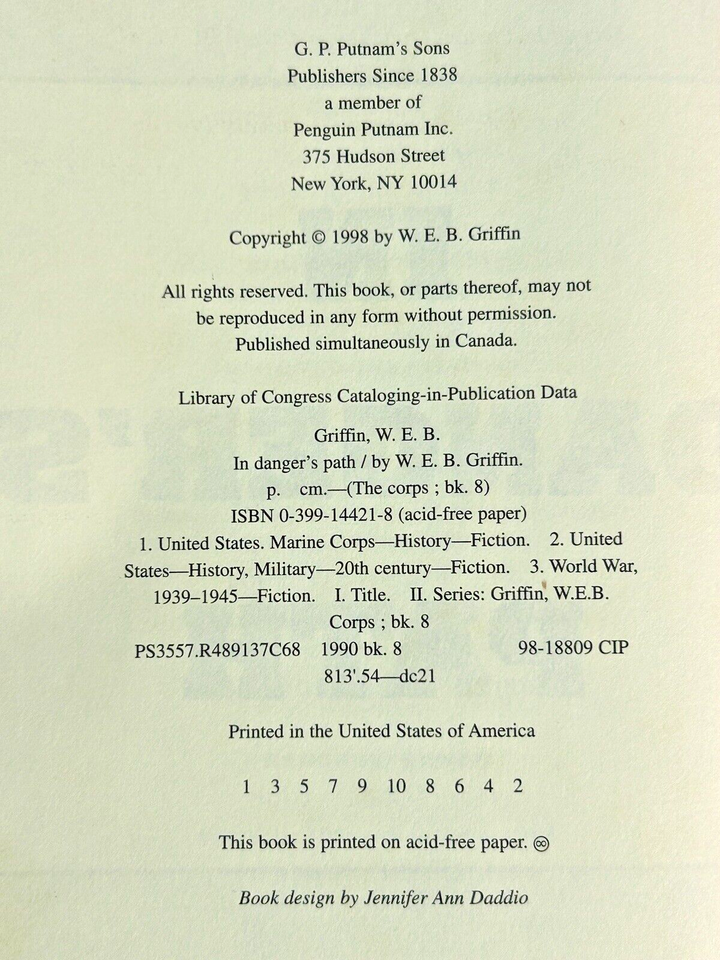 G. P. Putnam's Sons
Publishers Since 1838
a member of
Penguin Putnam Inc.
375 Hudson Street
New York, NY 10014
Copyright © 1998 by W. E. B. Griffin
All rights reserved. This book, or parts thereof, may not
be reproduced in any form without permission.
Published simultaneously in Canada.
Library of Congress Cataloging-in-Publication Data
Griffin, W. E. B.
In danger's path / by W. E. B. Griffin.
p. cm.—(The corps ; bk. 8)
ISBN 0-399-14421-8 (acid-free paper)
1. United States. Marine Corps—History—Fiction. 2. United
States—History, Military—20th century—Fiction. 3. World War,
1939–1945—Fiction. I. Title. II. Series: Griffin, W.E.B.
Corps ; bk. 8
PS3557.R489137C68 1990 bk. 8 98-18809 CIP
813'.54—dc21
Printed in the United States of America
1 3 5 7 9 10 8 6 4 2
This book is printed on acid-free paper. ♾
Book design by Jennifer Ann Daddio